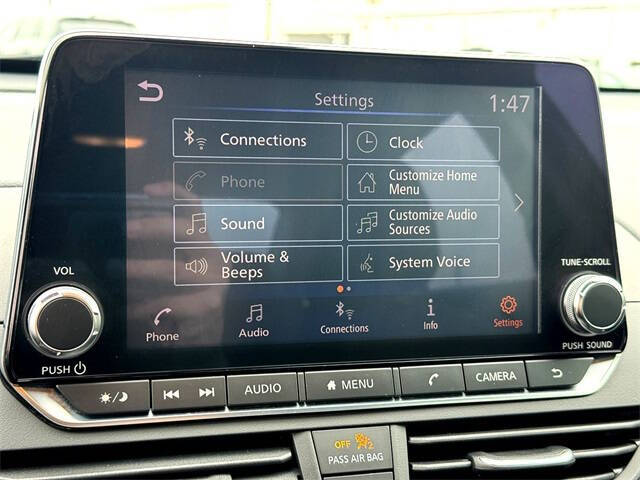 Settings
1:47
Connections
Clock
Phone
Customize Home
Menu
Sound
Customize Audio
Sources
Volume &
Beeps
System Voice
Phone
Audio
Connections
Info
Settings
VOL
PUSH
TUNE-SCROLL
PUSH SOUND
AUDIO
MENU
CAMERA
OFF
2
PASS AIR BAG